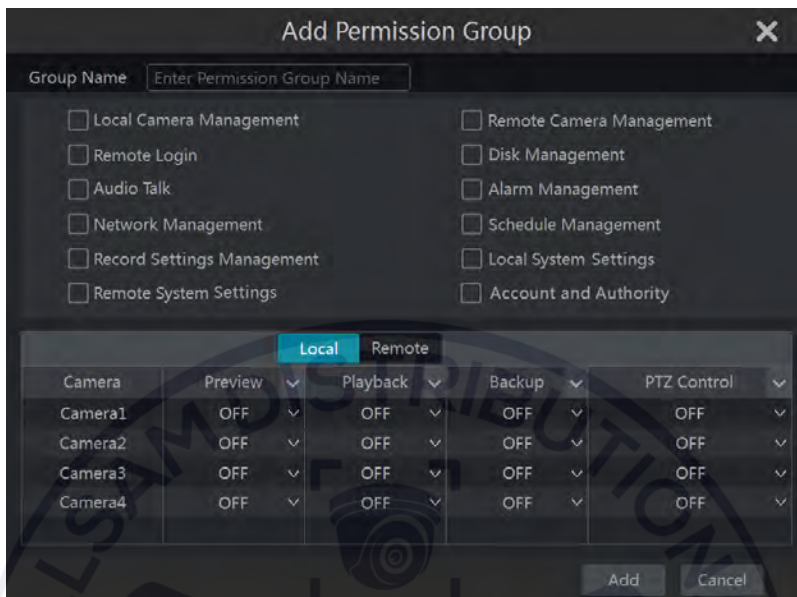 Add Permission Group
Group Name Enter Permission Group Name
Local Camera Management Remote Camera Management
Remote Login Disk Management
Audio Talk Alarm Management
Network Management Schedule Management
Record Settings Management Local System Settings
Remote System Settings Account and Authority
Local Remote
Camera Preview Playback Backup PTZ Control
Camera1 OFF OFF OFF OFF
Camera2 OFF OFF OFF OFF
Camera3 OFF OFF OFF OFF
Camera4 OFF OFF OFF OFF
Add Cancel
LSAM DISTRIBUTION